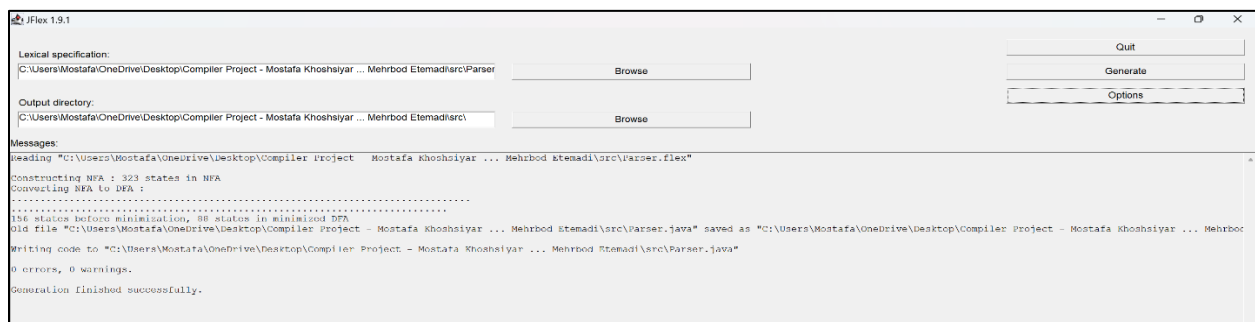 JFlex 1.9.1
Lexical specification:
C:\Users\Mostafa\OneDrive\Desktop\Compiler Project - Mostafa Khoshsiyar ... Mehrbod Etemadi\src\Parser
Browse
Quit
Generate
Options
Output directory:
C:\Users\Mostafa\OneDrive\Desktop\Compiler Project - Mostafa Khoshsiyar ... Mehrbod Etemadi\src\
Browse
Messages:
Reading "C:\Users\Mostafa\OneDrive\Desktop\Compiler Project - Mostafa Khoshsiyar ... Mehrbod Etemadi\src\Parser.flex"
Constructing NFA : 323 states in NFA
Converting NFA to DFA :
...............................................................................
...........................................................................
156 states before minimization, 88 states in minimized DFA
Old file "C:\Users\Mostafa\OneDrive\Desktop\Compiler Project - Mostafa Khoshsiyar ... Mehrbod Etemadi\src\Parser.java" saved as "C:\Users\Mostafa\OneDrive\Desktop\Compiler Project - Mostafa Khoshsiyar ... Mehrbod
Writing code to "C:\Users\Mostafa\OneDrive\Desktop\Compiler Project - Mostafa Khoshsiyar ... Mehrbod Etemadi\src\Parser.java"
0 errors, 0 warnings.
Generation finished successfully.